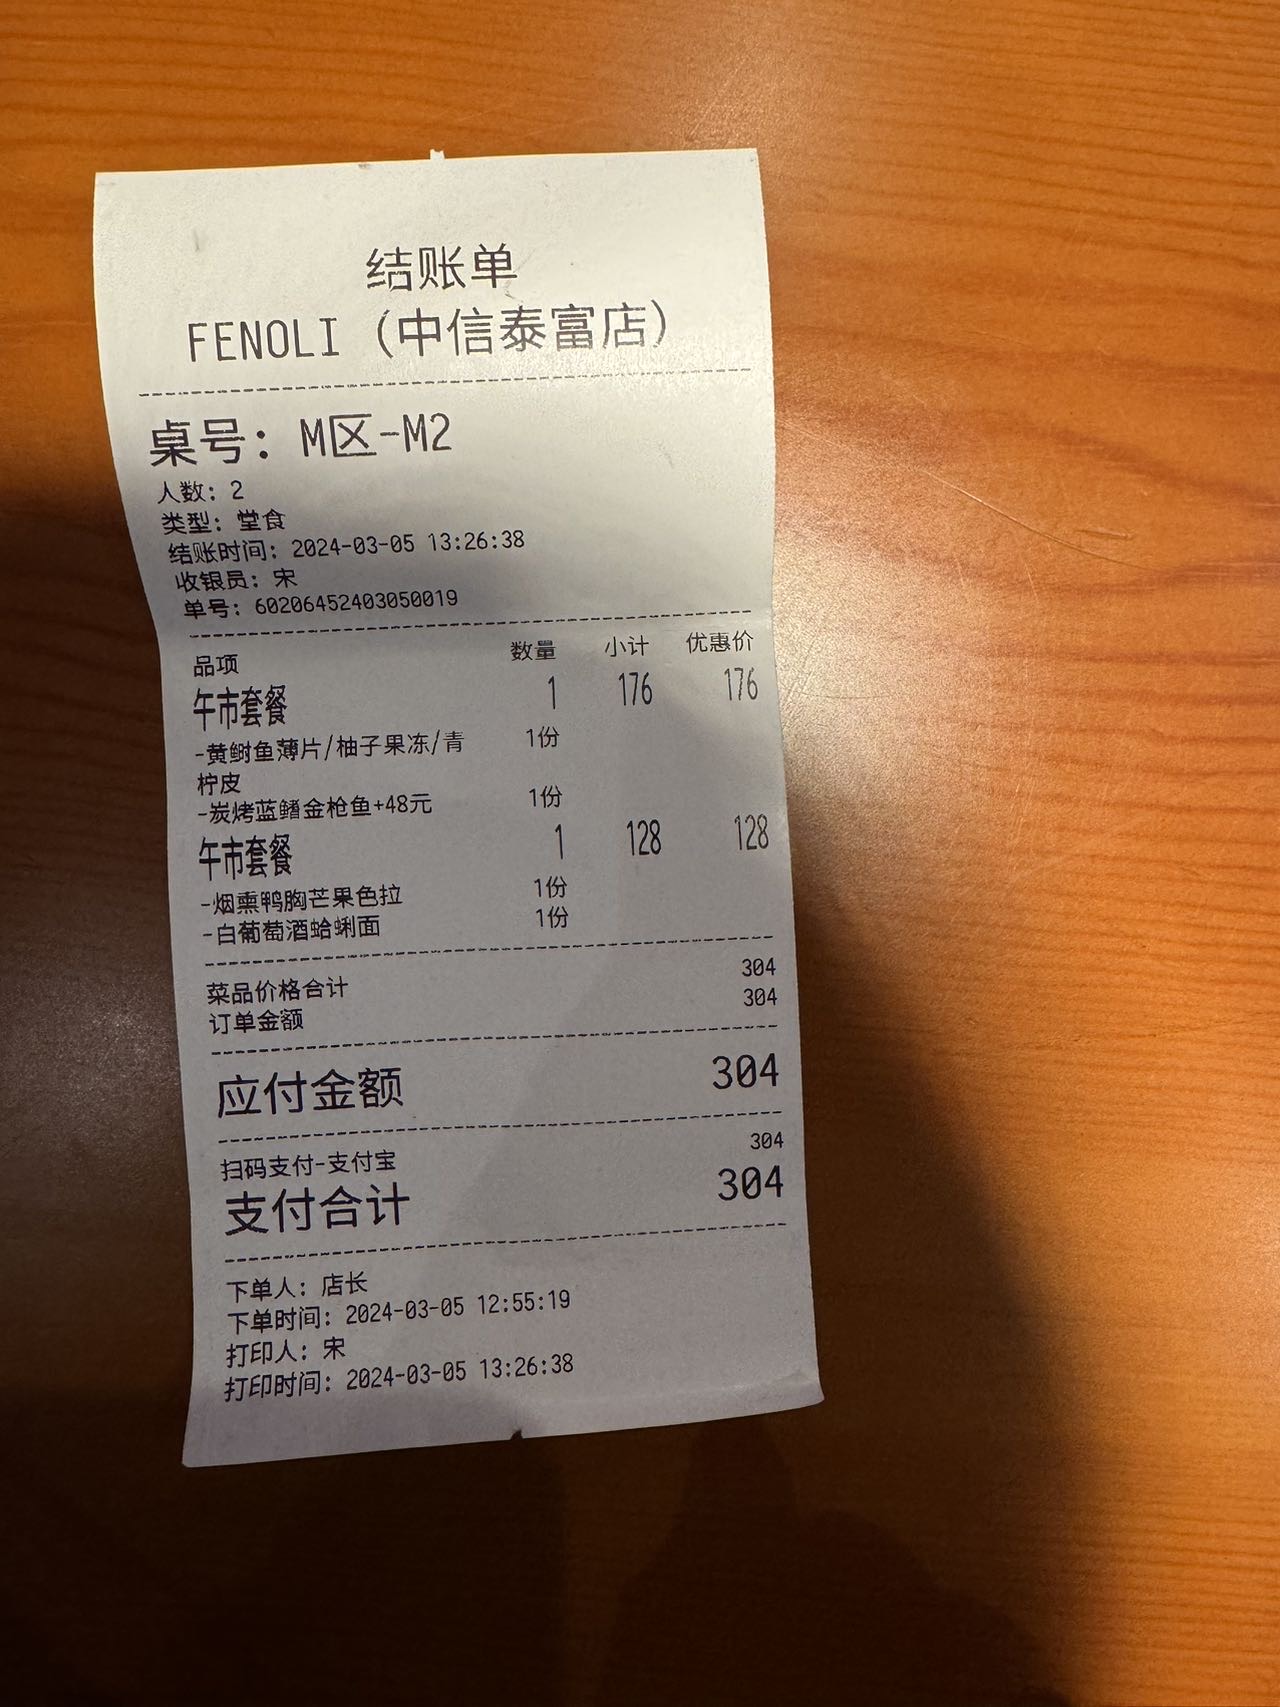 结账单
FENOLI (中信泰富店)
桌号: M区-M2
人数: 2
类型: 堂食
结账时间: 2024-03-05 13:26:38
收银员: 宋
单号: 60206452403050019
品项 数量 小计 优惠价
午市套餐 1 176 176
-黄鲥鱼薄片/柚子果冻/青 1份
柠皮
-炭烤蓝鳍金枪鱼+48元 1份
午市套餐 1 128 128
-烟熏鸭胸芒果色拉 1份
-白葡萄酒蛤蜊面 1份
菜品价格合计 304
订单金额 304
应付金额 304
扫码支付-支付宝 304
支付合计 304
下单人: 店长
下单时间: 2024-03-05 12:55:19
打印人: 宋
打印时间: 2024-03-05 13:26:38